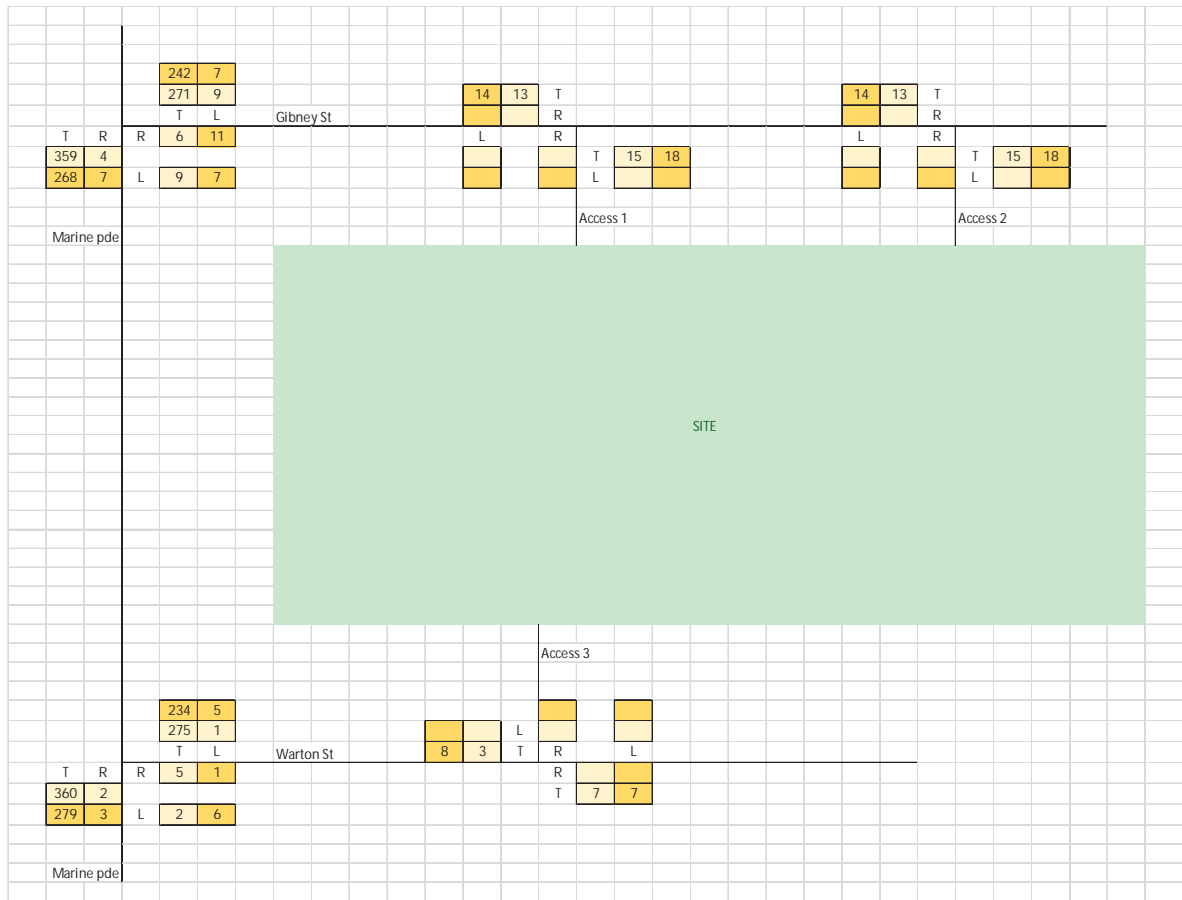 242 7
271 9 14 13 T 14 13 T
T L Gibney St R R
T R R 6 11 L R L R
359 4 T 15 18 T 15 18
268 7 L 9 7 L L
Access 1 Access 2
Marine pde
SITE
Access 3
234 5
275 1 L
T L Warton St 8 3 T R L
T R R 5 1 R
360 2 T 7 7
279 3 L 2 6
Marine pde